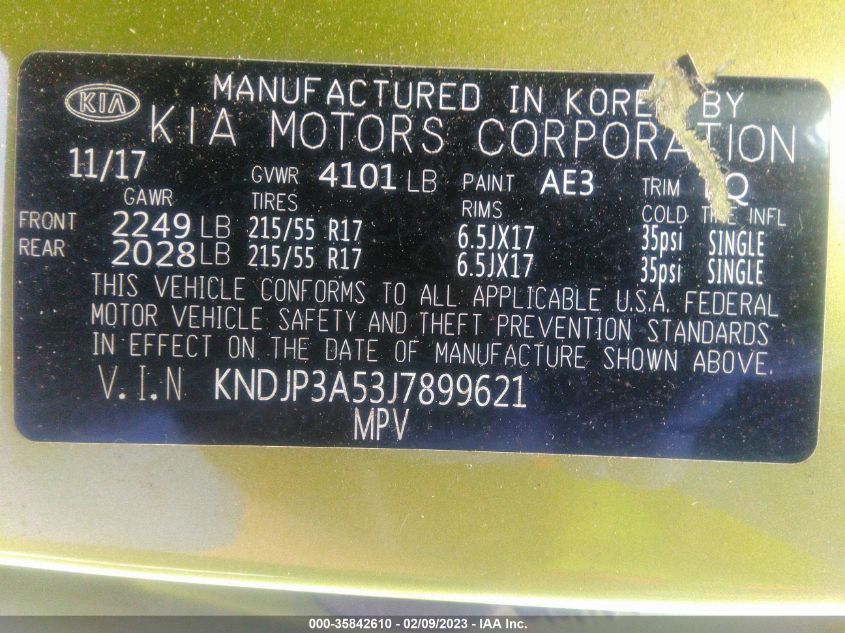 MANUFACTURED IN KOREA BY
KIA KIA MOTORS CORPORATION
11/17 GVWR 4101 LB PAINT AE3 TRIM
GAWR TIRES RIMS COLD TIRE INFL
FRONT 2249 LB 215/55 R17 6.5JX17 35psi SINGLE
REAR 2028 LB 215/55 R17 6.5JX17 35psi SINGLE
THIS VEHICLE CONFORMS TO ALL APPLICABLE U.S.A. FEDERAL
MOTOR VEHICLE SAFETY AND THEFT PREVENTION STANDARDS
IN EFFECT ON THE DATE OF MANUFACTURE SHOWN ABOVE.
V.I.N KNDJP3A53J7899621
MPV
000-35842610 - 02/09/2023 - IAA Inc.